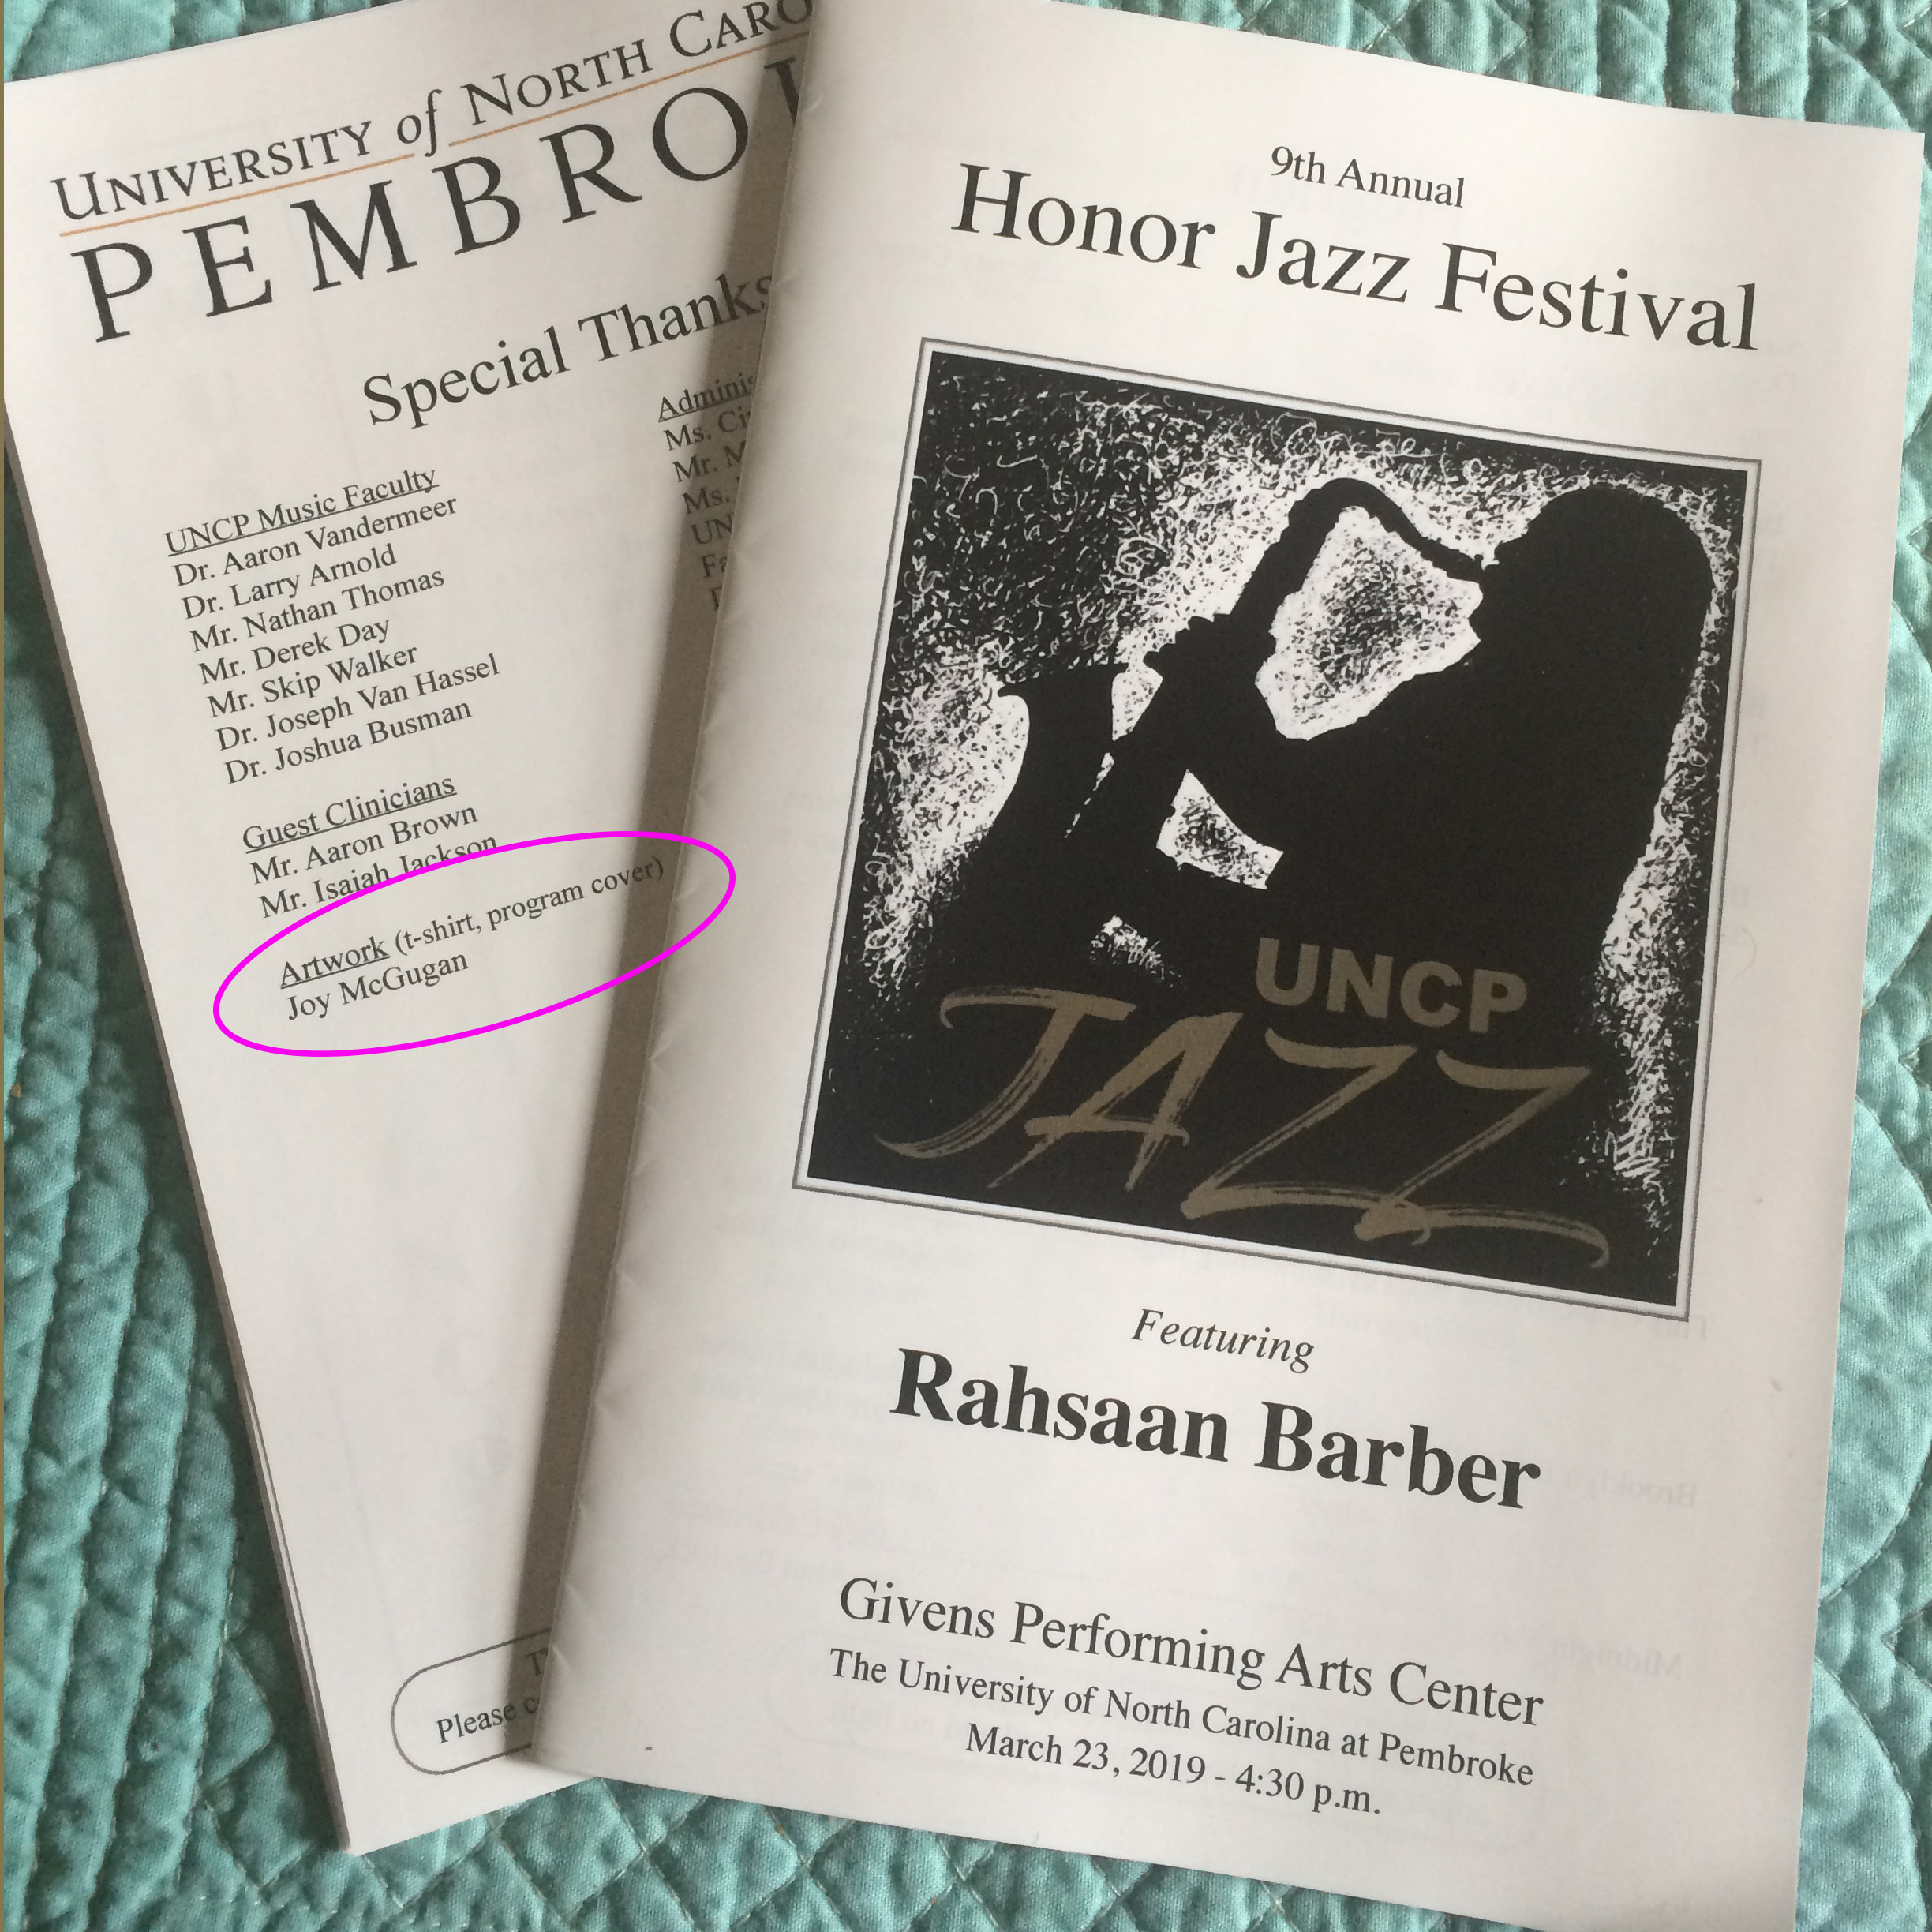 UNIVERSITY of NORTH
PEMBRO
Special Thanks
UNCP Music Faculty
Dr. Aaron Vandermeer
Dr. Larry Arnold
Mr. Nathan Thomas
Mr. Derek Day
Mr. Skip Walker
Dr. Joseph Van Hassel
Dr. Joshua Busman
Guest Clinicians
Mr. Aaron Brown
Mr. Isaiah Jackson
Artwork (t-shirt, program cover)
Joy McGugan
Ms.
Mr.
Ms.
Please
9th Annual
Honor Jazz Festival
UNCP
JAZZ
Featuring
Rahsaan Barber
Givens Performing Arts Center
The University of North Carolina at Pembroke
March 23, 2019 - 4:30 p.m.